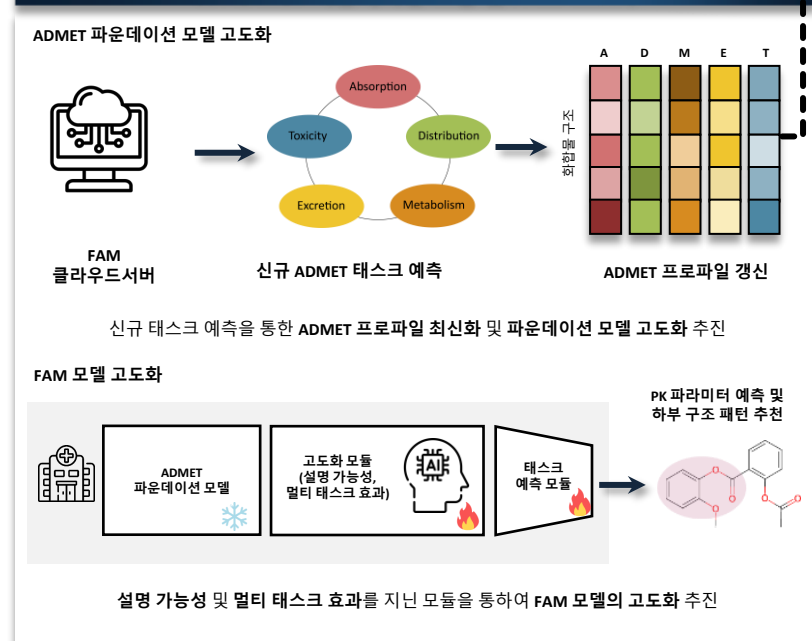 ADMET 파운데이션 모델 고도화
A D M E T
Absorption
Toxicity
Distribution
Excretion
Metabolism
화합물 구조
FAM
클라우드서버
신규 ADMET 태스크 예측
ADMET 프로파일 갱신
신규 태스크 예측을 통한 ADMET 프로파일 최신화 및 파운데이션 모델 고도화 추진
FAM 모델 고도화
PK 파라미터 예측 및
하부 구조 패턴 추천
ADMET
파운데이션 모델
고도화 모듈
(설명 가능성,
멀티 태스크 효과)
AI
태스크
예측 모듈
O
O
O
O
O
설명 가능성 및 멀티 태스크 효과를 지닌 모듈을 통하여 FAM 모델의 고도화 추진